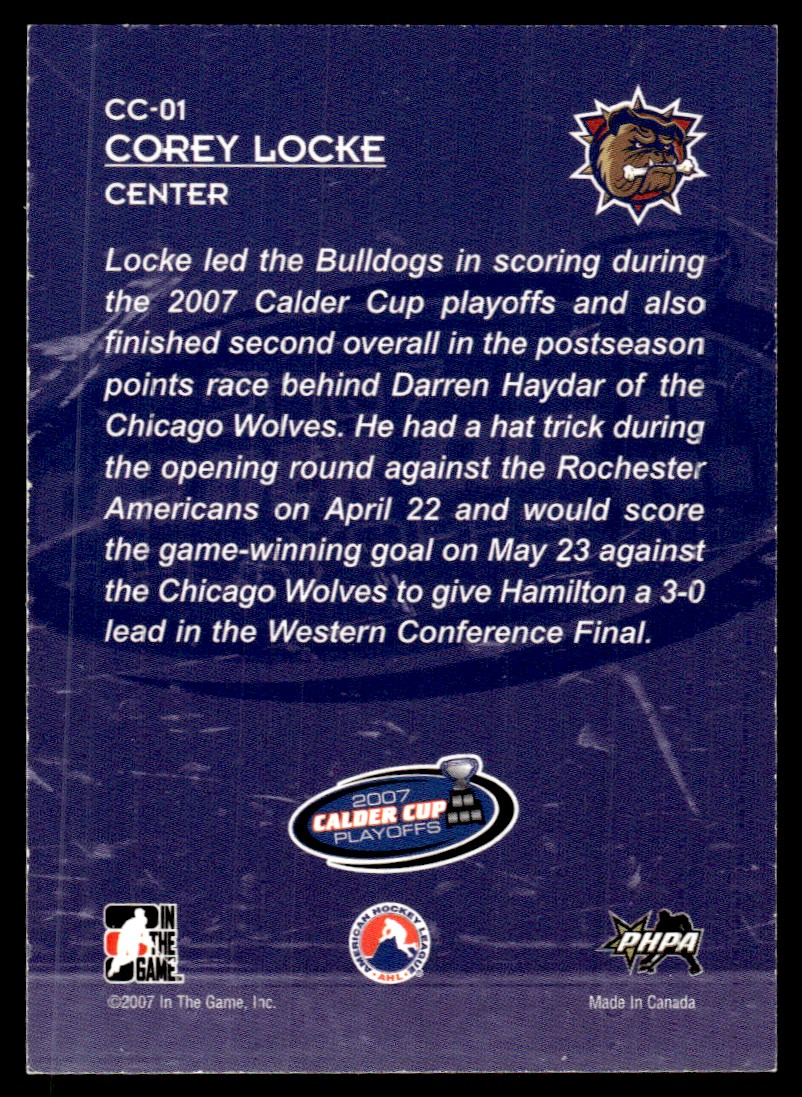 CC-01
COREY LOCKE
CENTER
Locke led the Bulldogs in scoring during
the 2007 Calder Cup playoffs and also
finished second overall in the postseason
points race behind Darren Haydar of the
Chicago Wolves. He had a hat trick during
the opening round against the Rochester
Americans on April 22 and would score
the game-winning goal on May 23 against
the Chicago Wolves to give Hamilton a 3-0
lead in the Western Conference Final.
2007
CALDER CUP
PLAYOFFS
IN
THE
GAME
AMERICAN HOCKEY LEAGUE
AHL
PHPA
©2007 In The Game, Inc.
Made In Canada